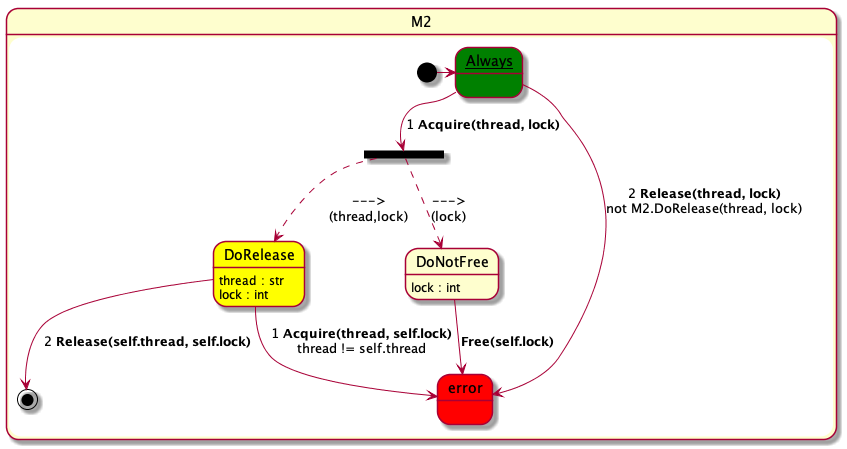 M2
Always
1 Acquire(thread, lock)
2 Release(thread, lock)
not M2.DoRelease(thread, lock)
--->
(thread,lock)
--->
(lock)
DoRelease
thread : str
lock : int
DoNotFree
lock : int
2 Release(self.thread, self.lock)
1 Acquire(thread, self.lock)
thread != self.thread
Free(self.lock)
error